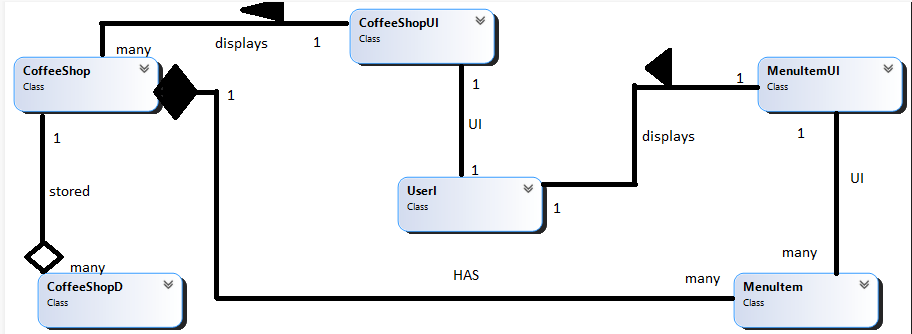 CoffeeShopUI
Class
many
displays
1
CoffeeShop
Class
1
MenuItemUI
Class
1
1
UI
1
displays
1
1
stored
UserI
Class
1
UI
many
many
CoffeeShopD
Class
HAS
many
MenuItem
Class